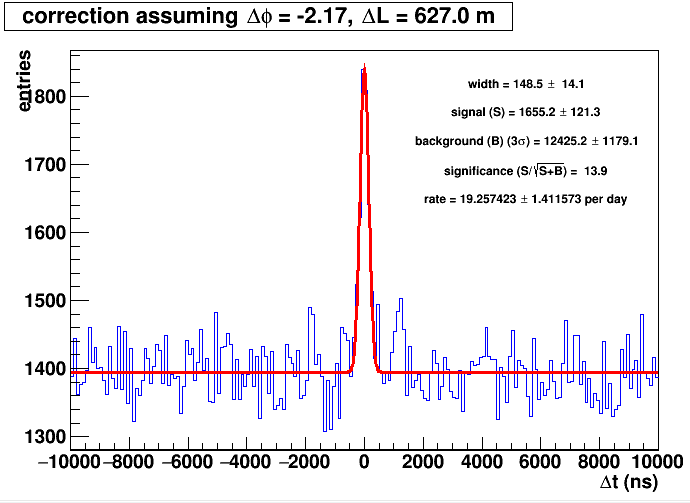 correction assuming Δϕ = -2.17, ΔL = 627.0 m
entries
width = 148.5 ± 14.1
signal (S) = 1655.2 ± 121.3
background (B) (3σ) = 12425.2 ± 1179.1
significance (S/√S+B) = 13.9
rate = 19.257423 ± 1.411573 per day
1800
1700
1600
1500
1400
1300
−10000 −8000 −6000 −4000 −2000 0 2000 4000 6000 8000 10000
Δt (ns)